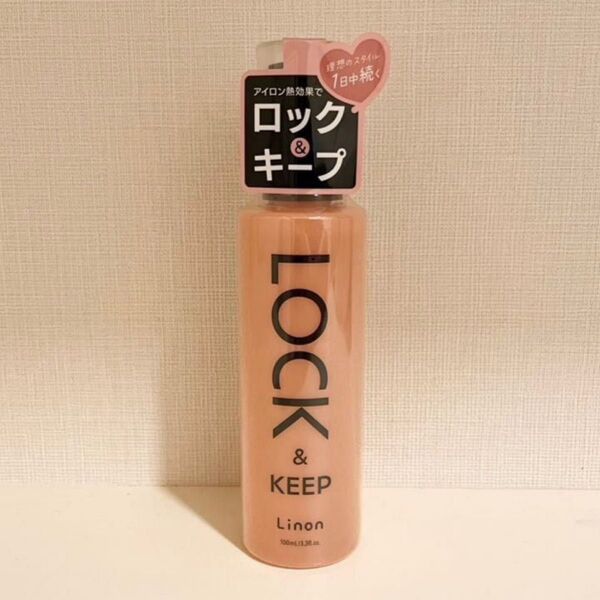 理想のスタイル
1日中続く
アイロン熱効果で
ロック
&
キープ
LOCK
&
KEEP
Linon
100mL/3.3fl.oz.